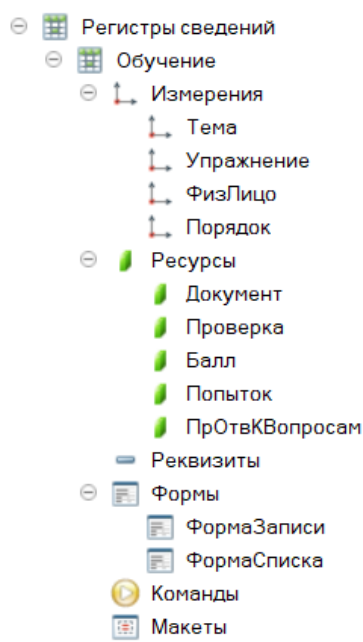 Регистры сведений
Обучение
Измерения
Тема
Упражнение
ФизЛицо
Порядок
Ресурсы
Документ
Проверка
Балл
Попыток
ПрОтвКВопросам
Реквизиты
Формы
ФормаЗаписи
ФормаСписка
Команды
Макеты